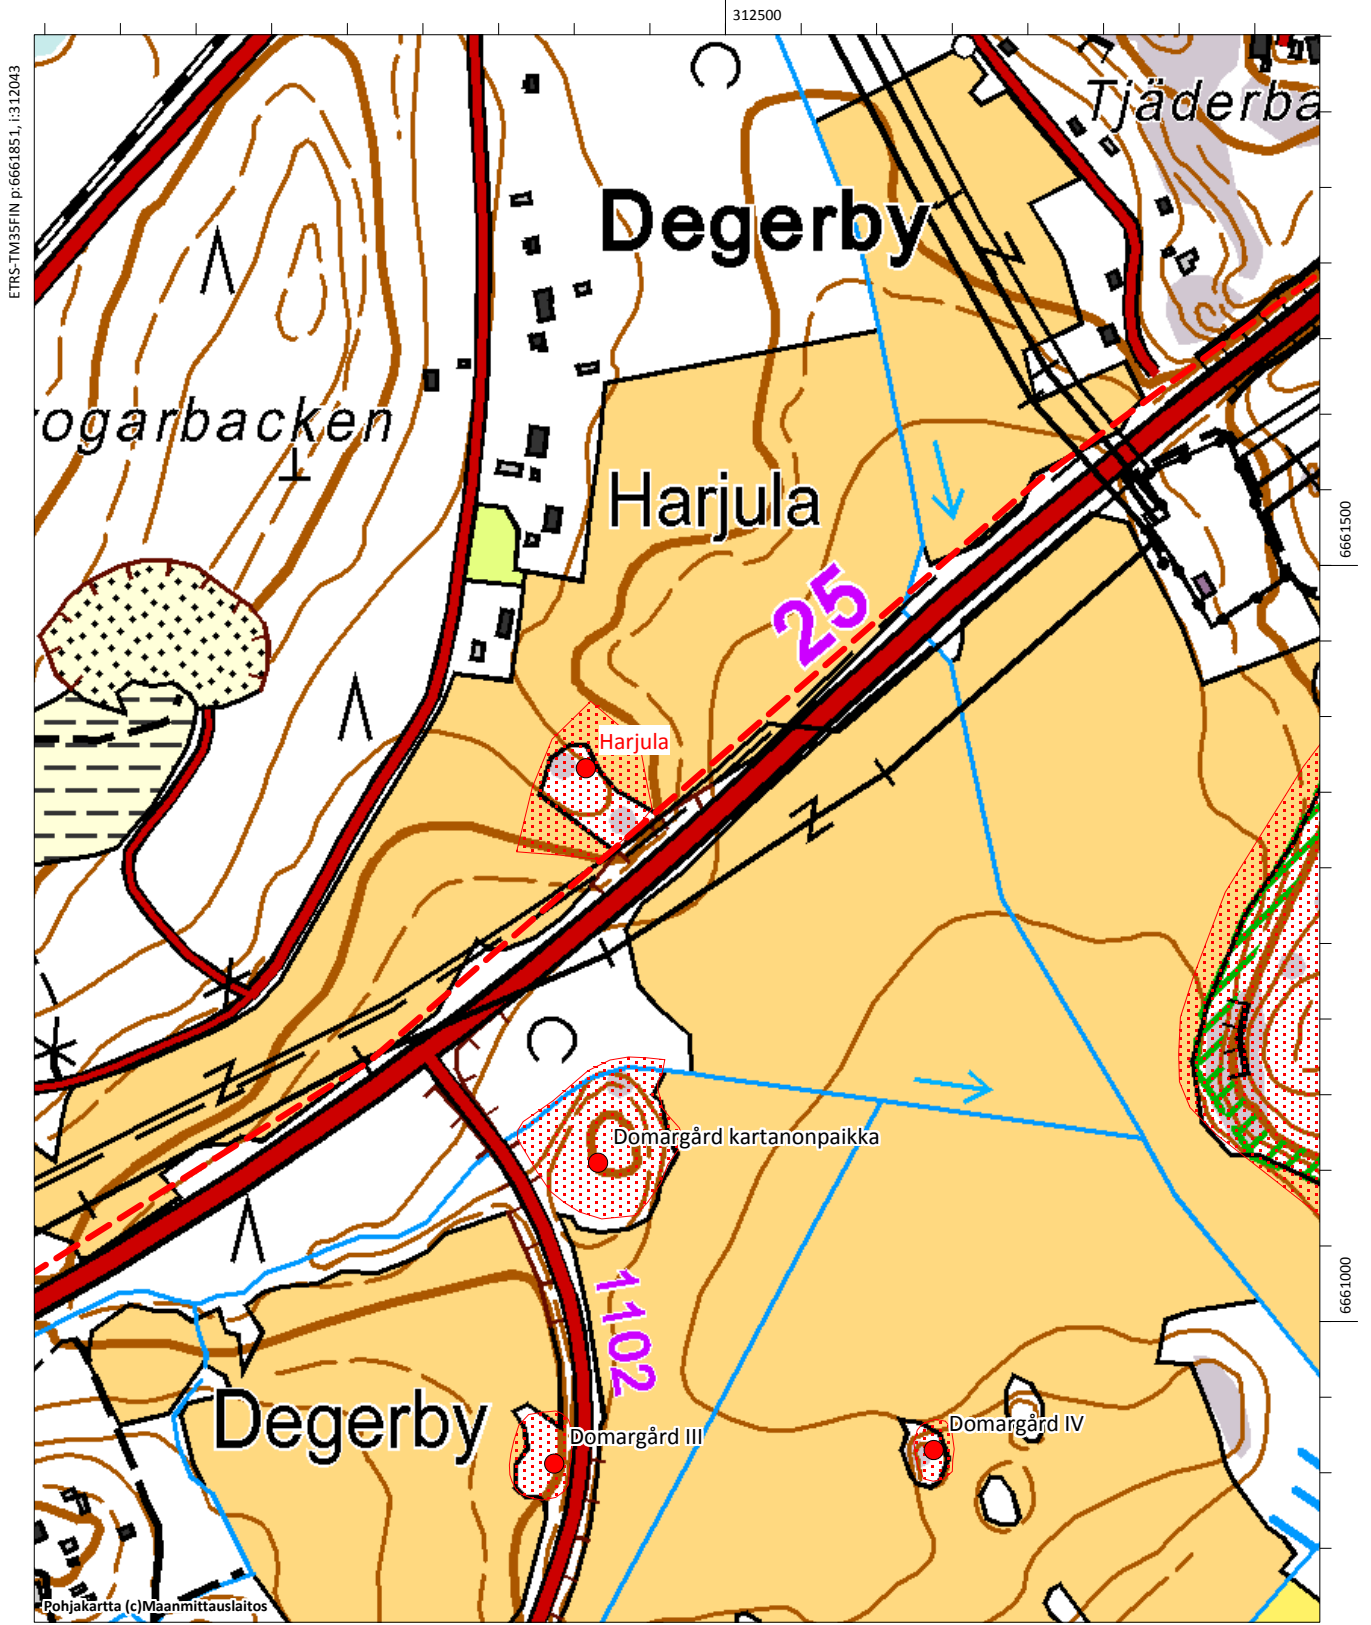 312500
ETRS-TM35FIN p:6661851, i:312043
Tjäderba
Degerby
ogarbacken
Harjula
6661500
25
Harjula
Domargård kartanonpaikka
1102
6661000
Degerby
Domargård III
Domargård IV
Pohjakartta (c)Maanmittauslaitos